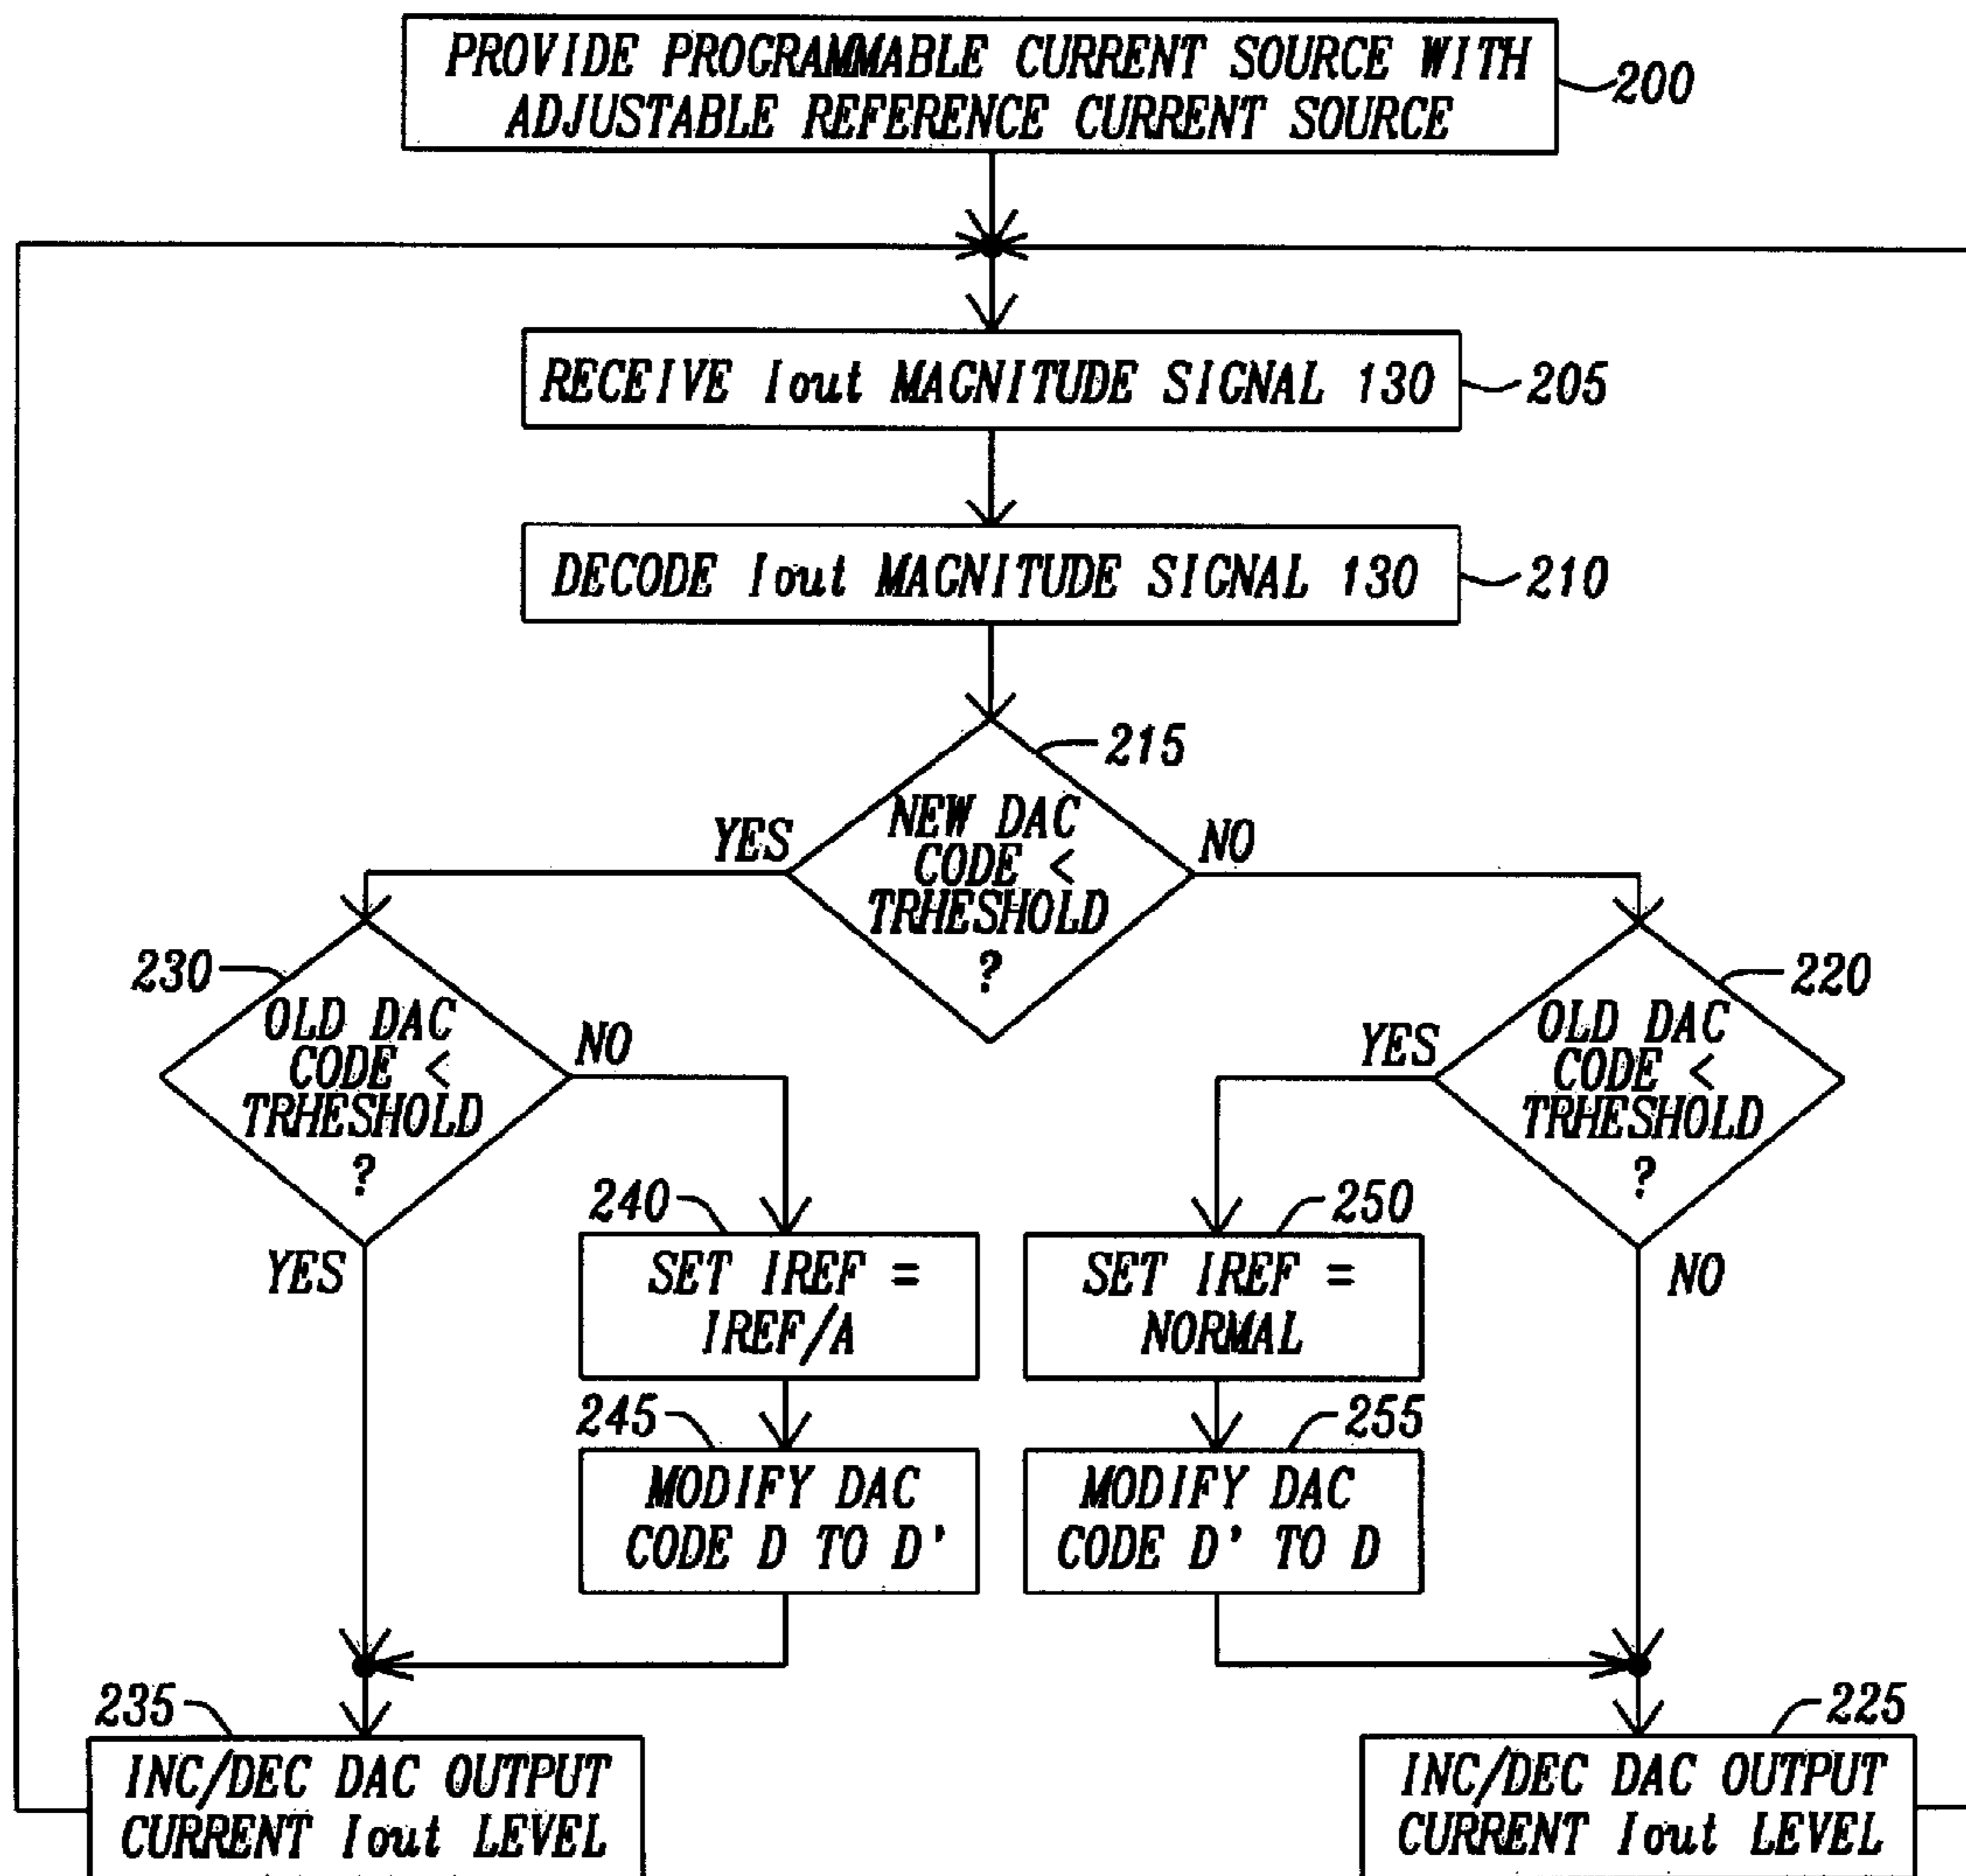 PROVIDE PROGRAMMABLE CURRENT SOURCE WITH
ADJUSTABLE REFERENCE CURRENT SOURCE
200
RECEIVE Iout MAGNITUDE SIGNAL 130
205
DECODE Iout MAGNITUDE SIGNAL 130
210
215
NEW DAC
CODE <
TRHESHOLD
?
YES
NO
230
OLD DAC
CODE <
TRHESHOLD
?
NO
YES
220
OLD DAC
CODE <
TRHESHOLD
?
YES
NO
240
SET IREF =
IREF/A
250
SET IREF =
NORMAL
245
MODIFY DAC
CODE D TO D'
255
MODIFY DAC
CODE D' TO D
235
INC/DEC DAC OUTPUT
CURRENT Iout LEVEL
225
INC/DEC DAC OUTPUT
CURRENT Iout LEVEL